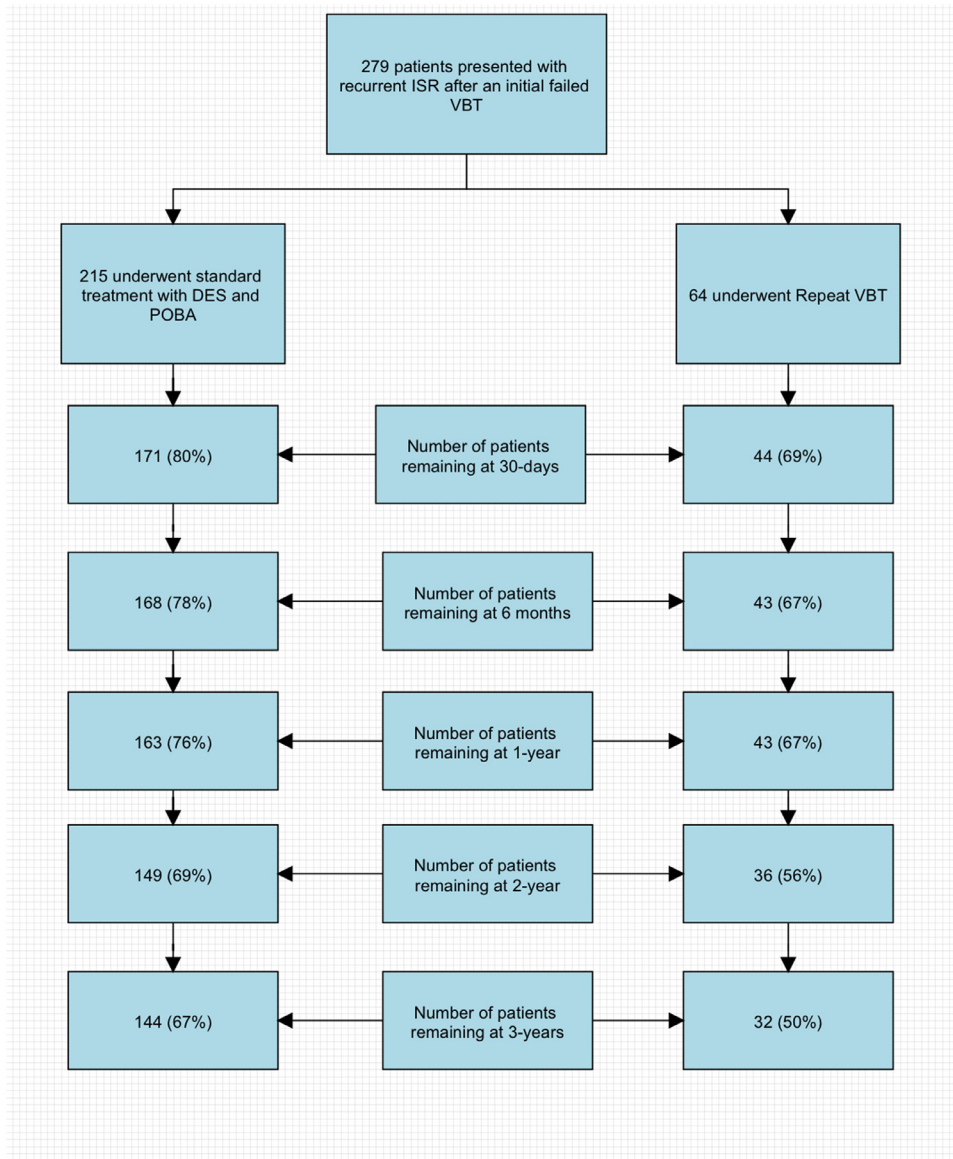 279 patients presented with
recurrent ISR after an initial failed
VBT
215 underwent standard
treatment with DES and
POBA
64 underwent Repeat VBT
171 (80%)
Number of patients
remaining at 30-days
44 (69%)
168 (78%)
Number of patients
remaining at 6 months
43 (67%)
163 (76%)
Number of patients
remaining at 1-year
43 (67%)
149 (69%)
Number of patients
remaining at 2-year
36 (56%)
144 (67%)
Number of patients
remaining at 3-years
32 (50%)